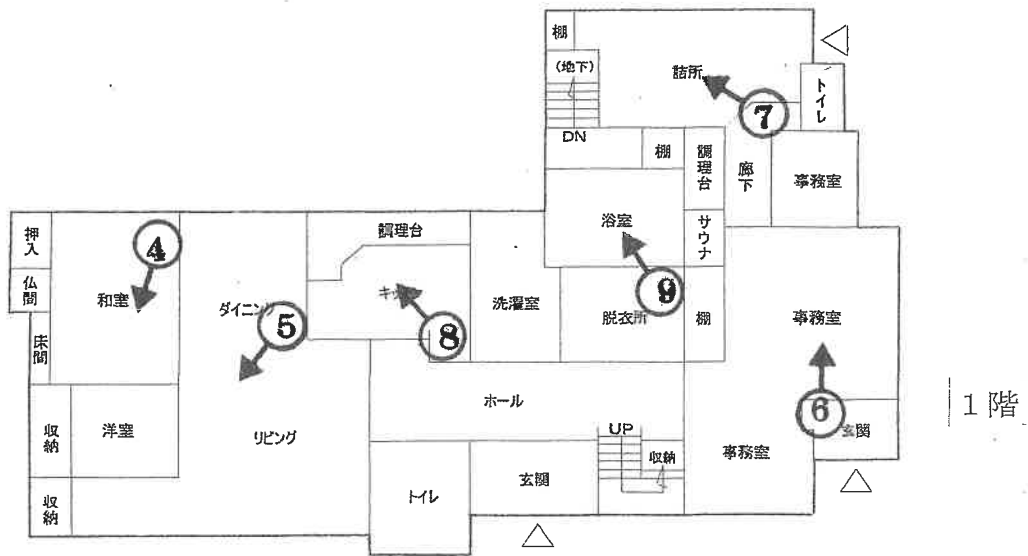 棚
(地下)
詰所
トイレ
7
DN
棚
調理台
廊下
事務室
押入
4
調理台
浴室
サウナ
仏間
和室
ダイニング
5
キッ
8
洗濯室
9
脱衣所
棚
事務室
床間
6
玄関
1階
収納
洋室
リビング
ホール
UP
収納
事務室
収納
トイレ
玄関